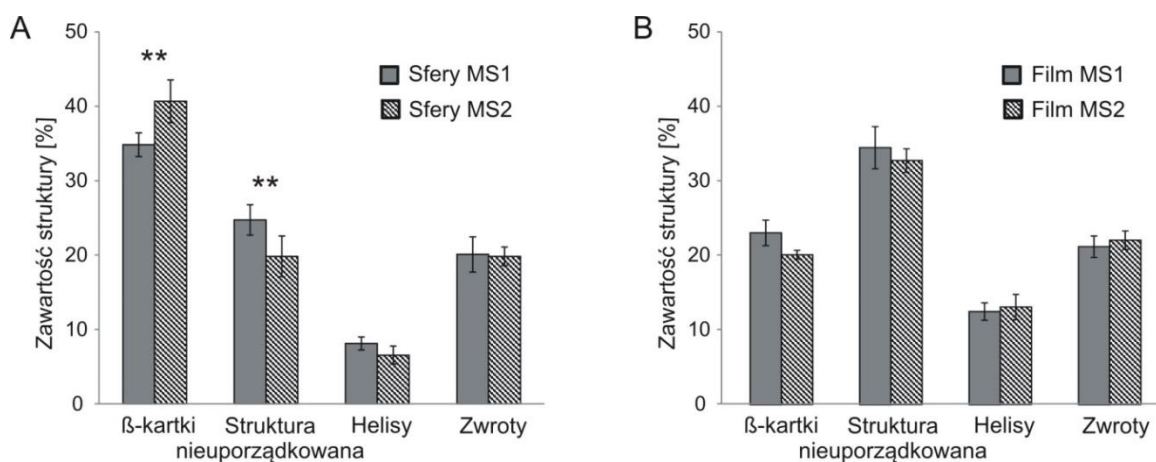 A
Zawartość struktury [%]
50
40
30
20
10
0
**
**
Sfery MS1
Sfery MS2
ß-kartki
Struktura
nieuporządkowana
Helisy
Zwroty
B
Zawartość struktury [%]
50
40
30
20
10
0
Film MS1
Film MS2
ß-kartki
Struktura
nieuporządkowana
Helisy
Zwroty